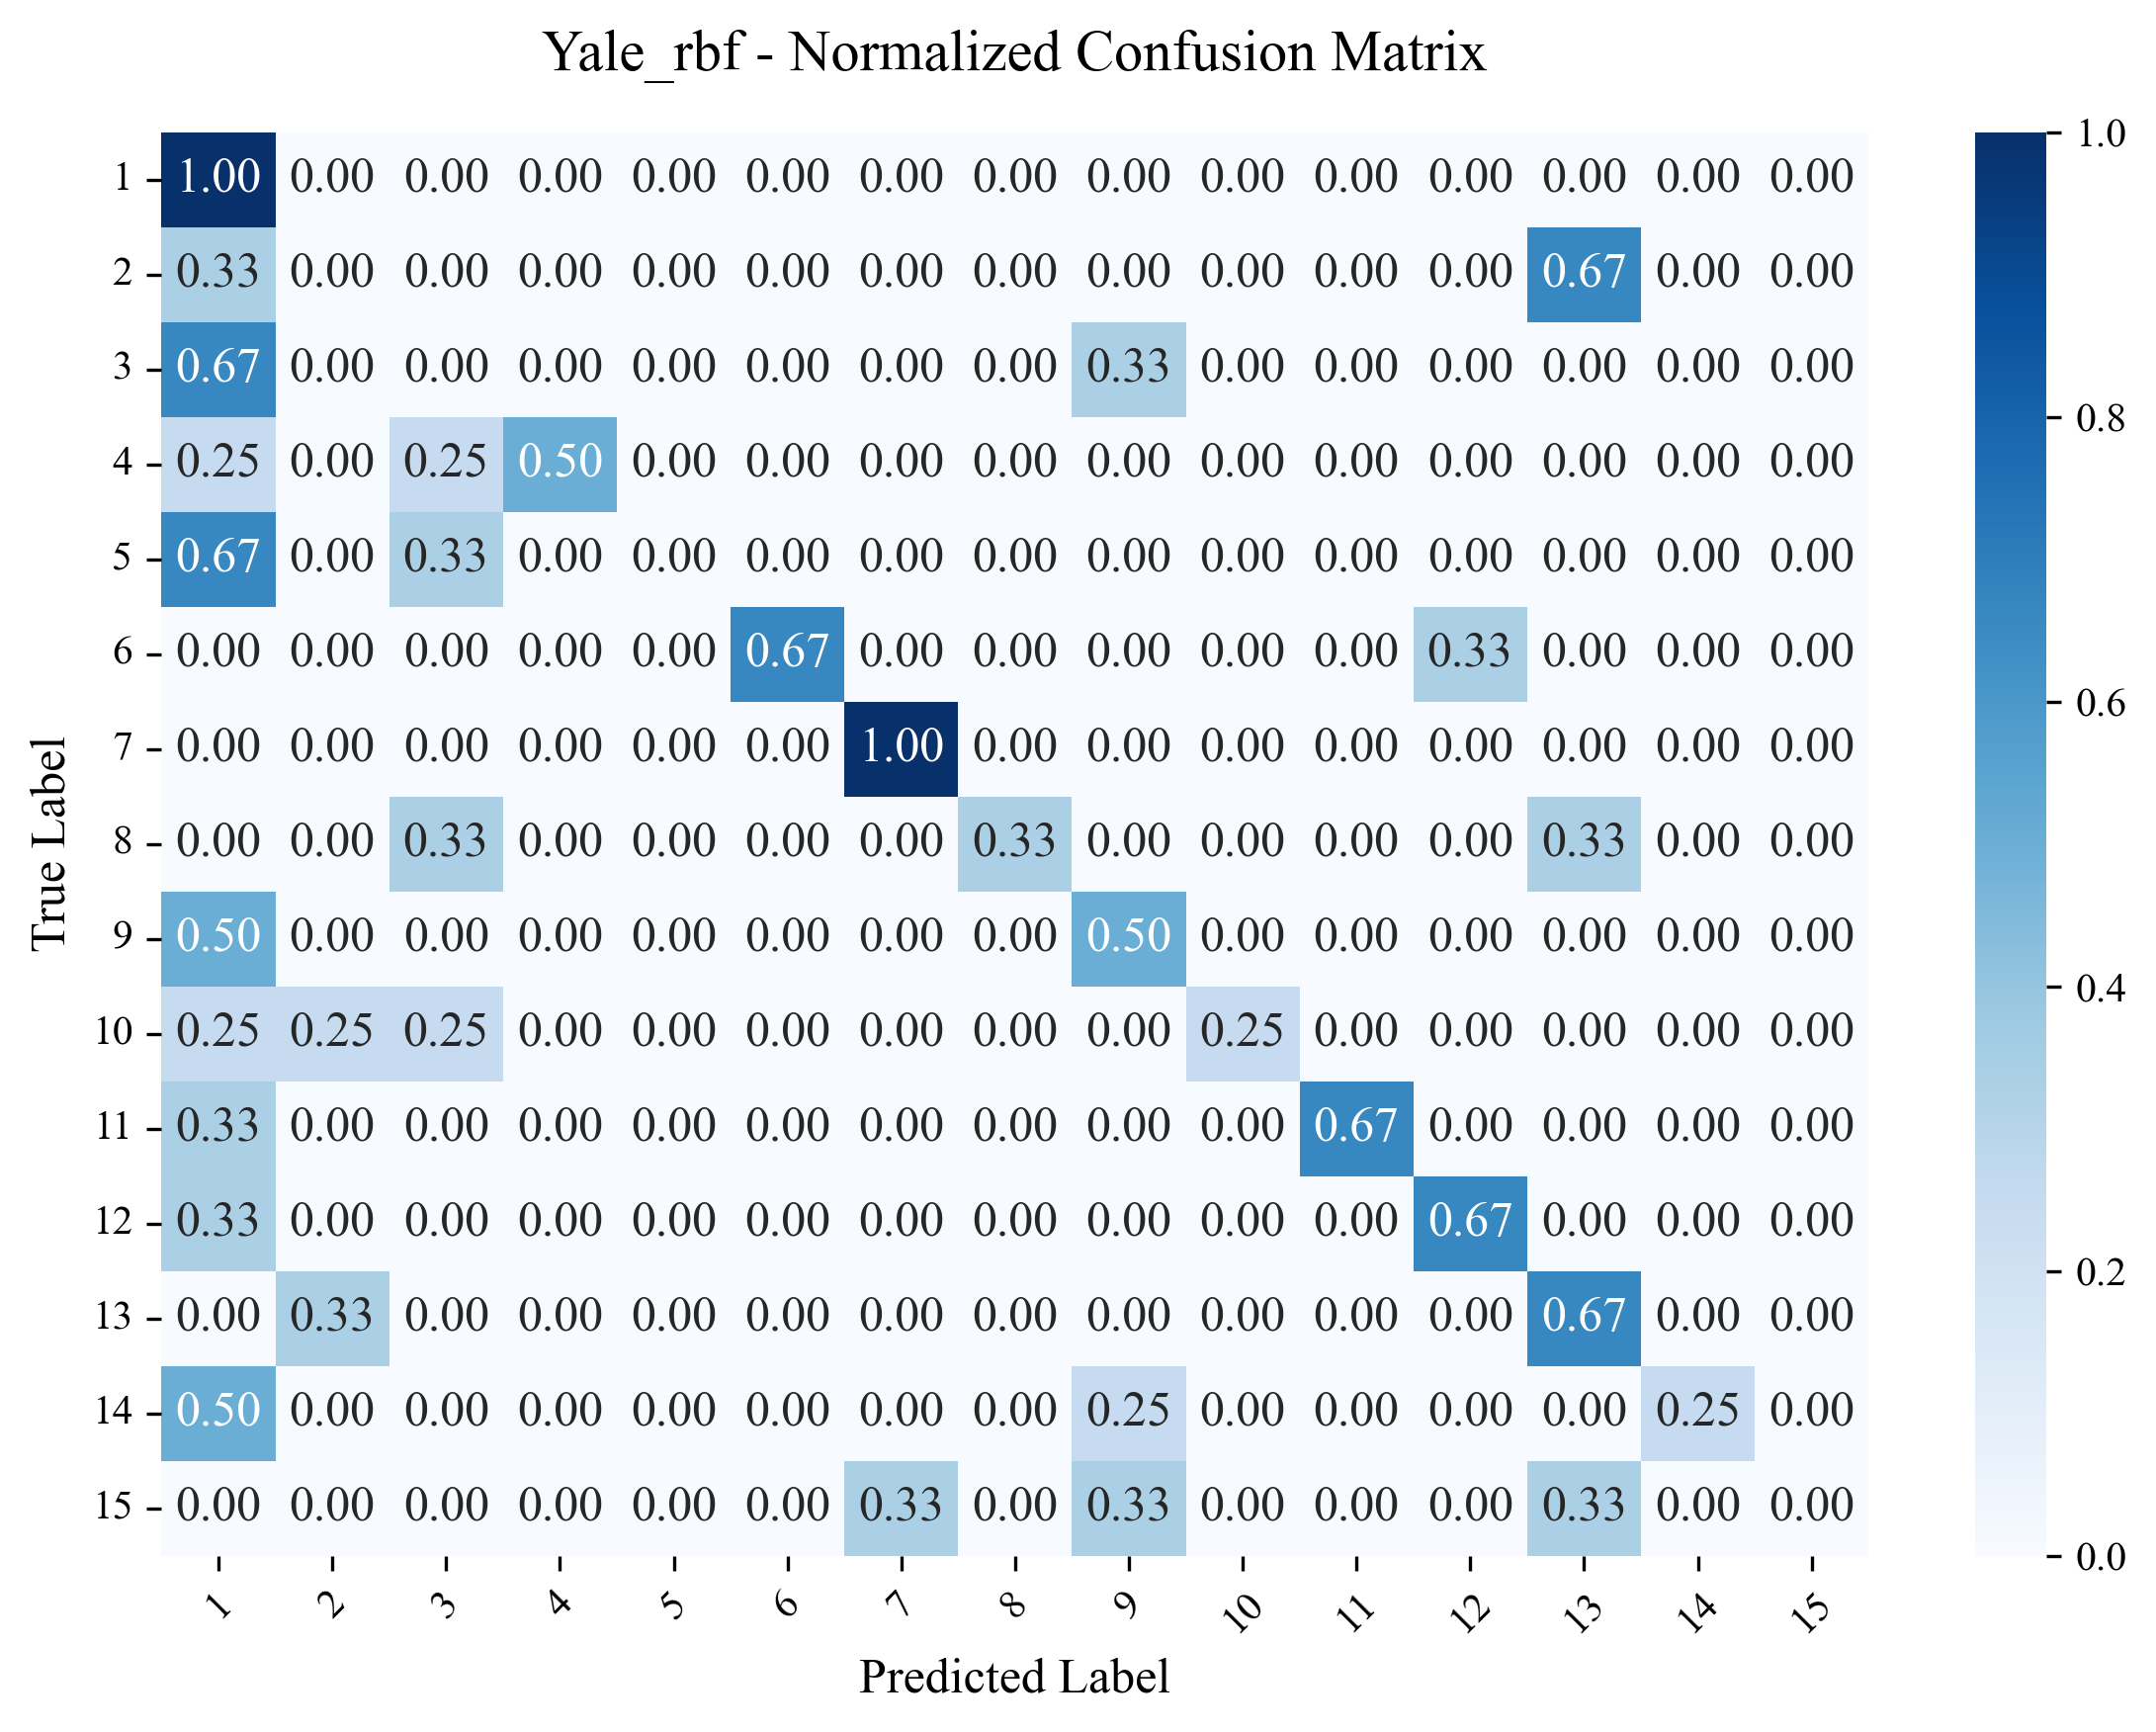 Yale_rbf - Normalized Confusion Matrix
1 1.00 0.00 0.00 0.00 0.00 0.00 0.00 0.00 0.00 0.00 0.00 0.00 0.00 0.00 0.00
2 0.33 0.00 0.00 0.00 0.00 0.00 0.00 0.00 0.00 0.00 0.00 0.00 0.67 0.00 0.00
3 0.67 0.00 0.00 0.00 0.00 0.00 0.00 0.00 0.33 0.00 0.00 0.00 0.00 0.00 0.00
4 0.25 0.00 0.25 0.50 0.00 0.00 0.00 0.00 0.00 0.00 0.00 0.00 0.00 0.00 0.00
5 0.67 0.00 0.33 0.00 0.00 0.00 0.00 0.00 0.00 0.00 0.00 0.00 0.00 0.00 0.00
6 0.00 0.00 0.00 0.00 0.00 0.67 0.00 0.00 0.00 0.00 0.00 0.33 0.00 0.00 0.00
7 0.00 0.00 0.00 0.00 0.00 0.00 1.00 0.00 0.00 0.00 0.00 0.00 0.00 0.00 0.00
8 0.00 0.00 0.33 0.00 0.00 0.00 0.00 0.33 0.00 0.00 0.00 0.00 0.33 0.00 0.00
9 0.50 0.00 0.00 0.00 0.00 0.00 0.00 0.00 0.50 0.00 0.00 0.00 0.00 0.00 0.00
10 0.25 0.25 0.25 0.00 0.00 0.00 0.00 0.00 0.00 0.25 0.00 0.00 0.00 0.00 0.00
11 0.33 0.00 0.00 0.00 0.00 0.00 0.00 0.00 0.00 0.00 0.67 0.00 0.00 0.00 0.00
12 0.33 0.00 0.00 0.00 0.00 0.00 0.00 0.00 0.00 0.00 0.00 0.67 0.00 0.00 0.00
13 0.00 0.33 0.00 0.00 0.00 0.00 0.00 0.00 0.00 0.00 0.00 0.00 0.67 0.00 0.00
14 0.50 0.00 0.00 0.00 0.00 0.00 0.00 0.00 0.25 0.00 0.00 0.00 0.00 0.25 0.00
15 0.00 0.00 0.00 0.00 0.00 0.00 0.33 0.00 0.33 0.00 0.00 0.00 0.33 0.00 0.00
1 2 3 4 5 6 7 8 9 10 11 12 13 14 15
Predicted Label
True Label
1.0
0.8
0.6
0.4
0.2
0.0